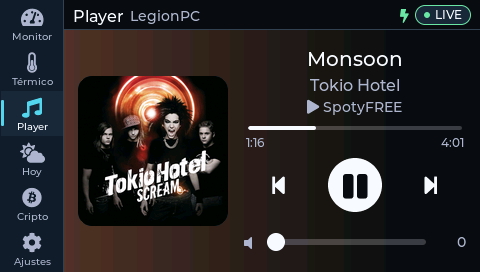 Player LegionPC
LIVE
Monitor
Térmico
Player
Hoy
Cripto
Ajustes
Tokio Hotel
SCREAM
Monsoon
Tokio Hotel
SpotyFREE
1:16
4:01
0